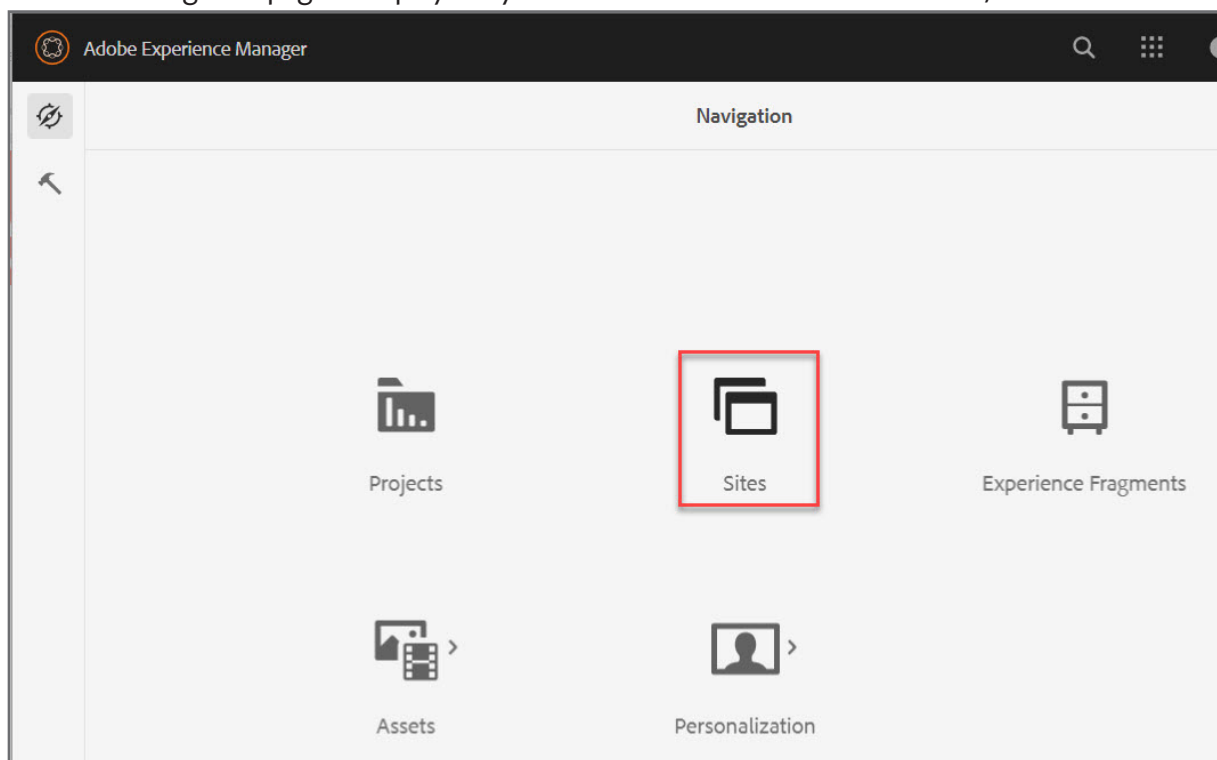 Adobe Experience Manager
Navigation
Projects
Sites
Experience Fragments
Assets
Personalization